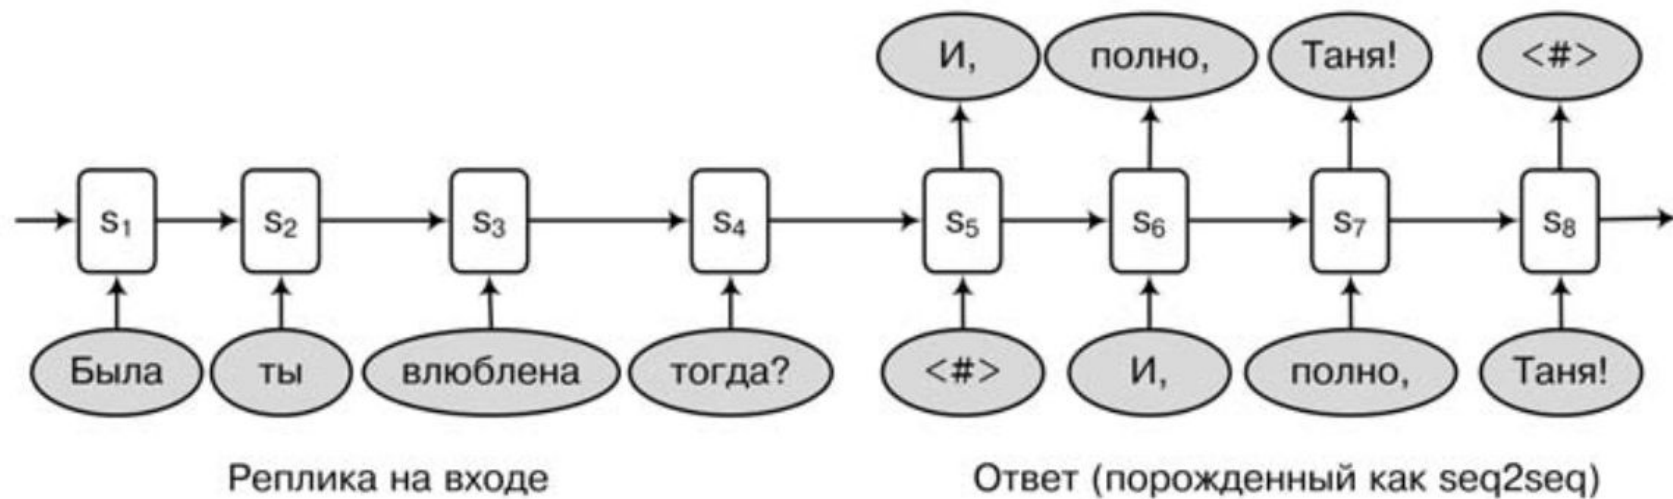 И, полно, Таня! <#>
s1 s2 s3 s4 s5 s6 s7 s8
Была ты влюблена тогда? <#> И, полно, Таня!
Реплика на входе Ответ (порожденный как seq2seq)